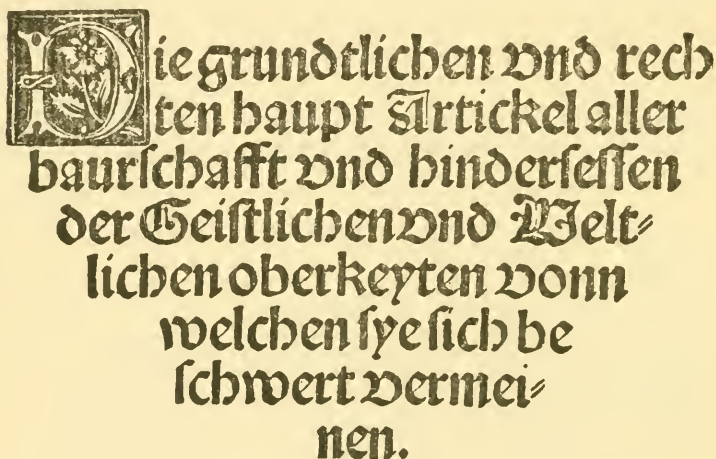 Die grundtlichen vnd rech
ten haupt Artickel aller
baurſchafft vnd hinderſeſſen
der Geiſtlichen vnd Welt⸗
lichen oberkeyten vonn
welchen ſye ſich be
ſchwert vermei⸗
nen.